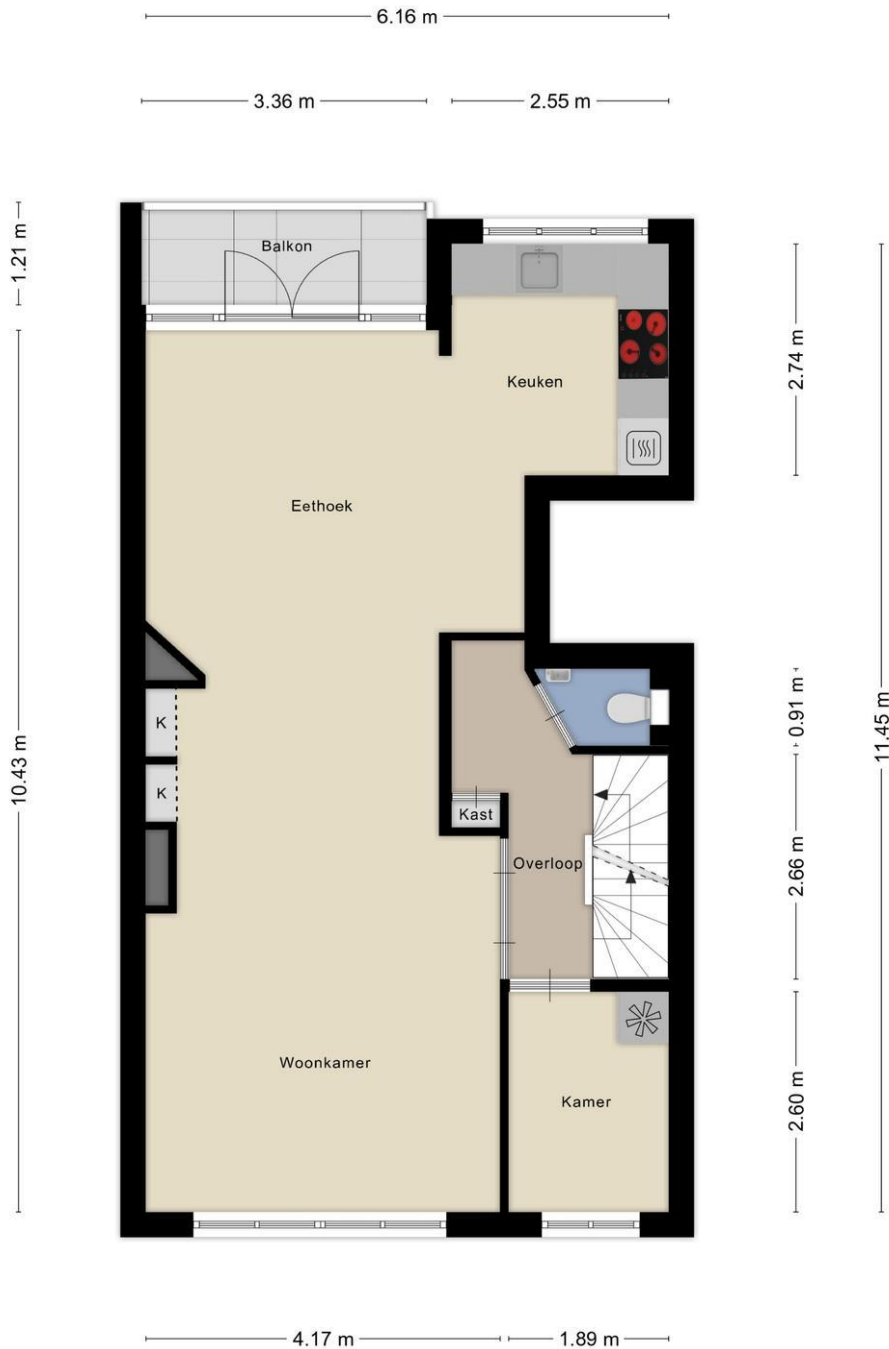 6.16 m
3.36 m
2.55 m
1.21 m
Balkon
2.74 m
Keuken
Eethoek
10.43 m
11.45 m
K
K
0.91 m
Kast
Overloop
2.66 m
Woonkamer
Kamer
2.60 m
4.17 m
1.89 m